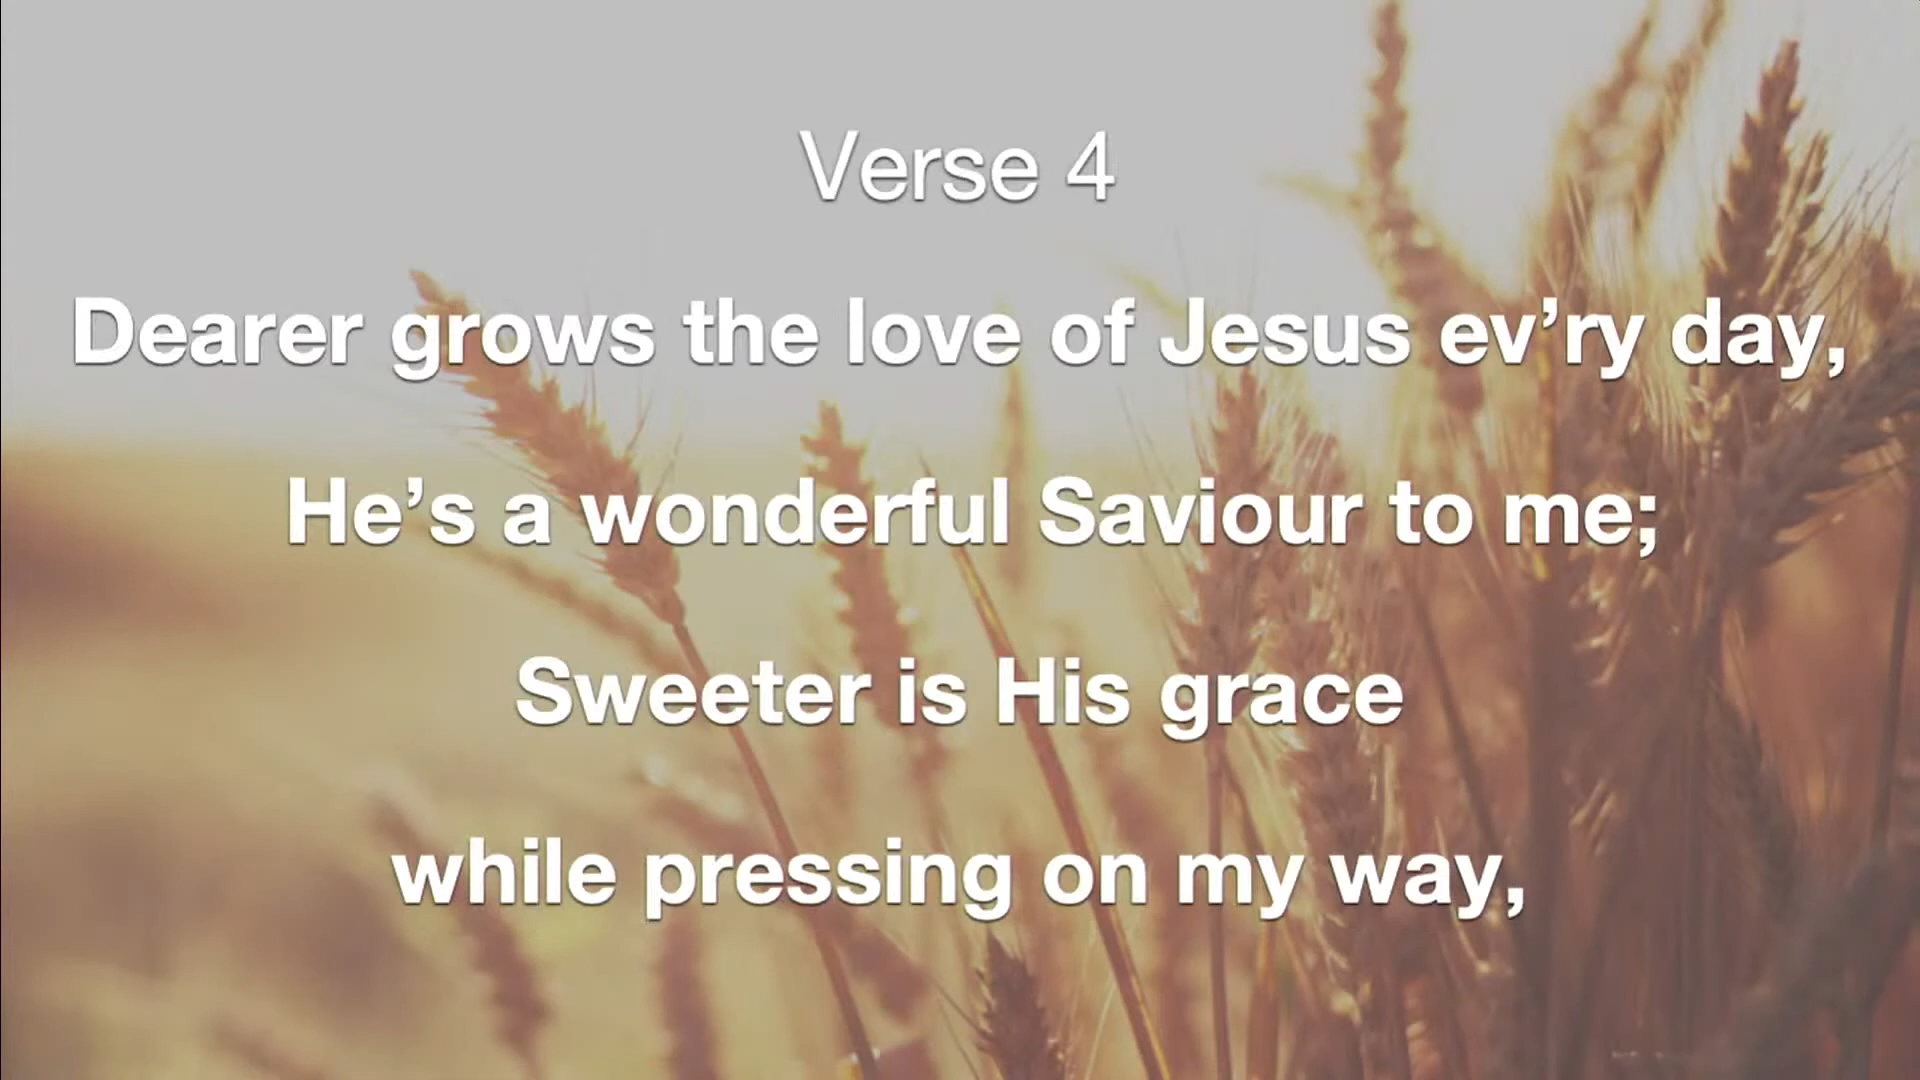 Verse 4
Dearer grows the love of Jesus ev’ry day,
He’s a wonderful Saviour to me;
Sweeter is His grace
while pressing on my way,